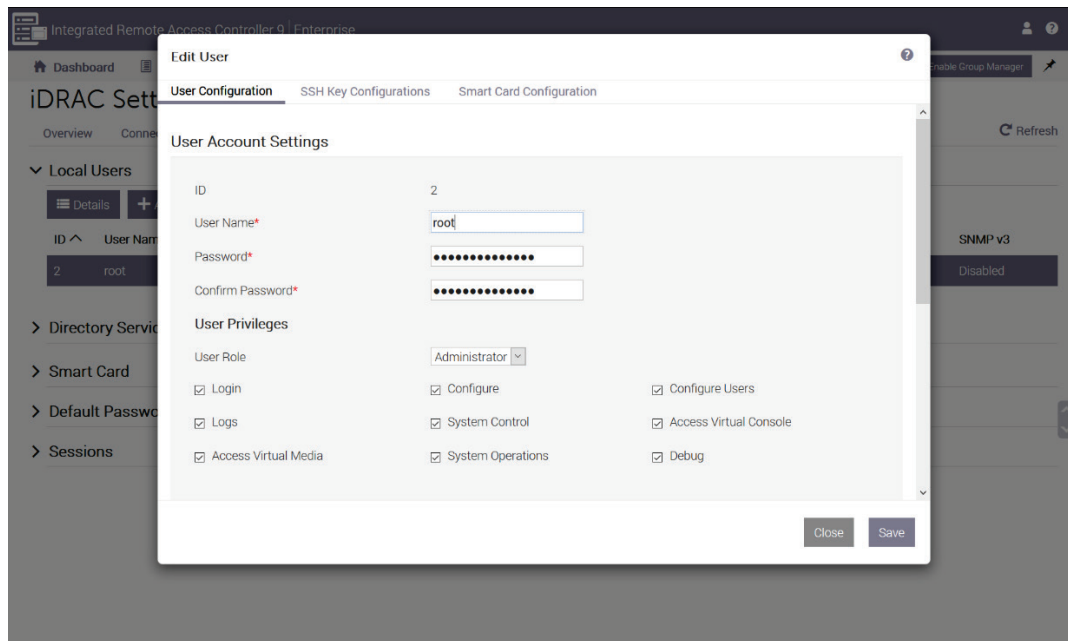 Integrated Remote Access Controller 9 | Enterprise
Edit User
Dashboard
Enable Group Manager
iDRAC Sett
User Configuration SSH Key Configurations Smart Card Configuration
Overview Conne
Refresh
User Account Settings
Local Users
ID 2
Details
User Name* root
ID User Nam
SNMP v3
Password* ••••••••••••••
2 root
Disabled
Confirm Password* ••••••••••••••
User Privileges
Directory Servic
User Role Administrator
Smart Card
Login Configure Configure Users
Default Passwo
Logs System Control Access Virtual Console
Sessions
Access Virtual Media System Operations Debug
Close Save